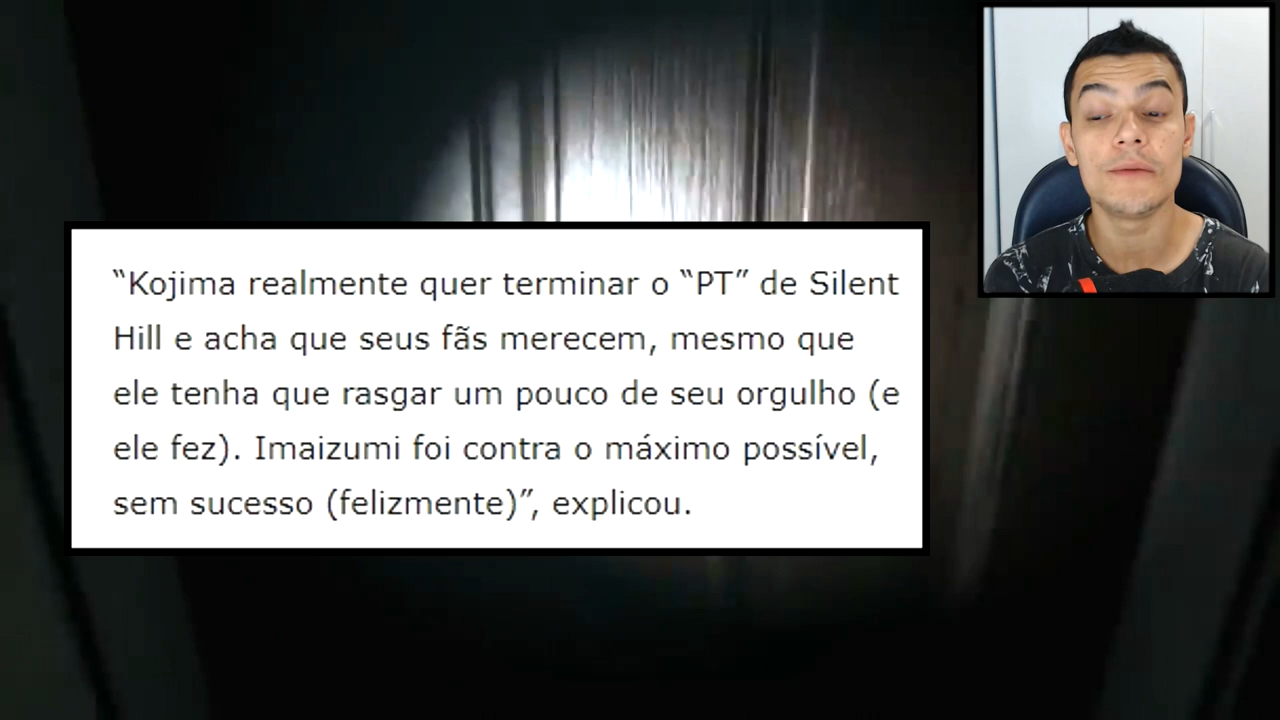 “Kojima realmente quer terminar o “PT” de Silent
Hill e acha que seus fãs merecem, mesmo que
ele tenha que rasgar um pouco de seu orgulho (e
ele fez). Imaizumi foi contra o máximo possível,
sem sucesso (felizmente)”, explicou.